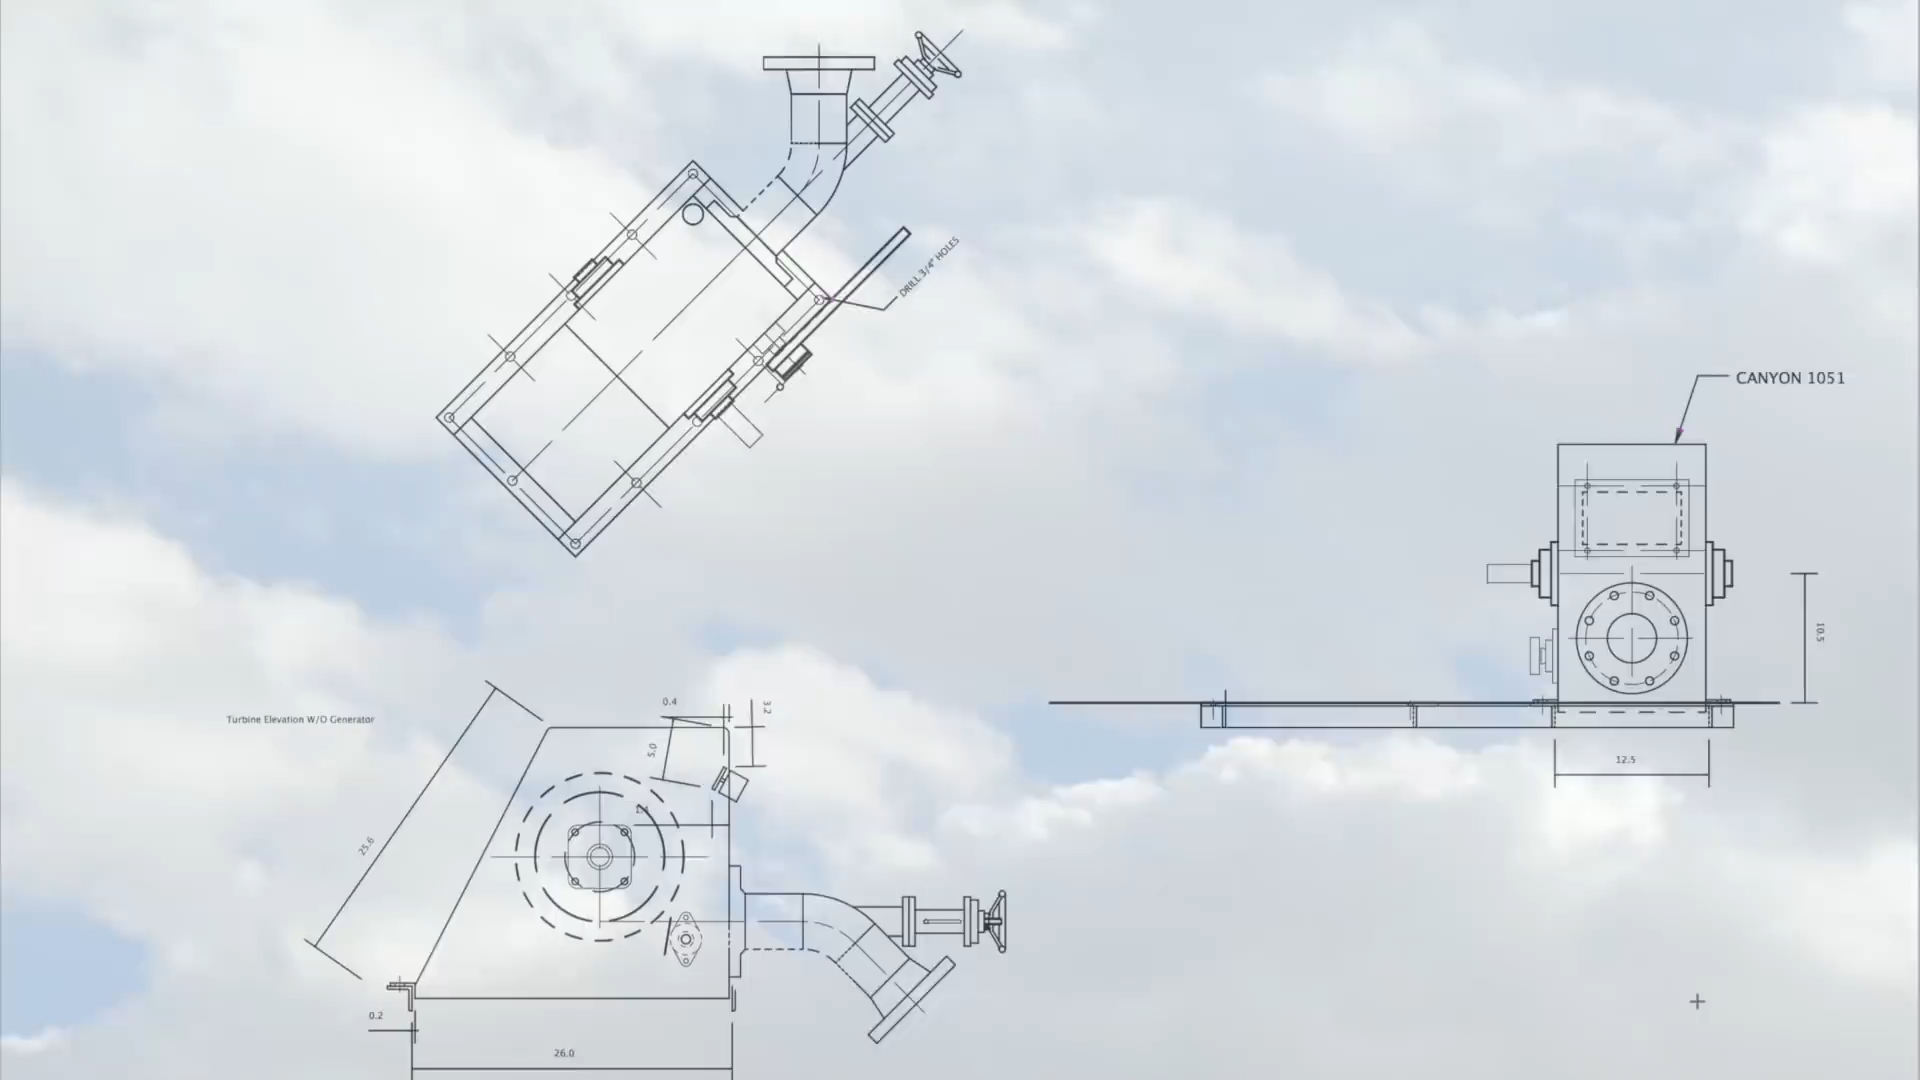 DRILL 3/4" HOLES
CANYON 1051
10.5
12.5
Turbine Elevation W/O Generator
0.4
3.2
5.0
25.6
0.2
26.0